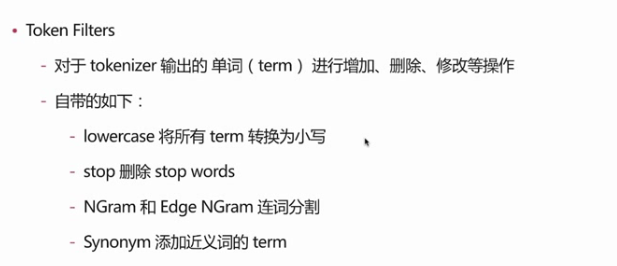 • Token Filters
- 对于 tokenizer 输出的 单词（term） 进行增加、删除、修改等操作
- 自带的如下：
- lowercase 将所有 term 转换为小写
- stop 删除 stop words
- NGram 和 Edge NGram 连词分割
- Synonym 添加近义词的 term